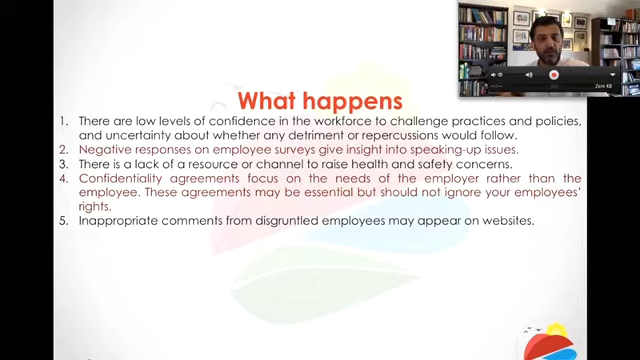 What happens
1. There are low levels of confidence in the workforce to challenge practices and policies,
and uncertainty about whether any detriment or repercussions would follow.
2. Negative responses on employee surveys give insight into speaking-up issues.
3. There is a lack of a resource or channel to raise health and safety concerns.
4. Confidentiality agreements focus on the needs of the employer rather than the
employee. These agreements may be essential but should not ignore your employees'
rights.
5. Inappropriate comments from disgruntled employees may appear on websites.